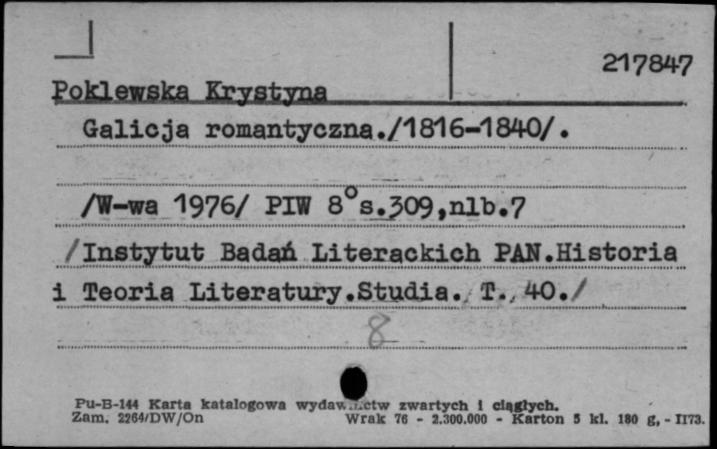 217847
Poklewska Krystyna
Galicja romantyczna./1816-1840/.
/W-wa 1976/ PIW 8°s.309,nlb.7
/Instytut Badań Literackich PAN.Historia
i Teoria Literatury.Studia. T. 40./
8
Pu-B-144 Karta katalogowa wydawnictw zwartych i ciągłych.
Zam. 2264/DW/On Wrak 76 - 2.300.000 - Karton 5 kl. 180 g, - II73.